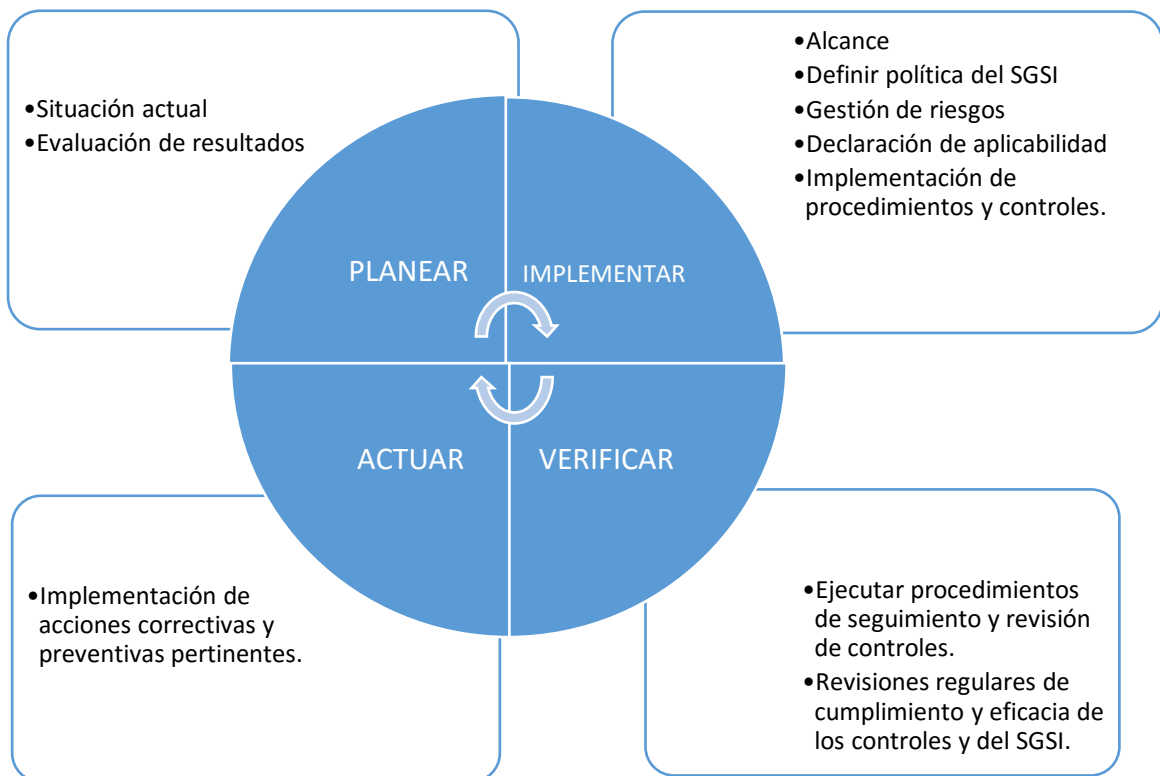 •Situación actual
•Evaluación de resultados
•Alcance
•Definir política del SGSI
•Gestión de riesgos
•Declaración de aplicabilidad
•Implementación de
procedimientos y controles.
PLANEAR
IMPLEMENTAR
ACTUAR
VERIFICAR
•Implementación de
acciones correctivas y
preventivas pertinentes.
•Ejecutar procedimientos
de seguimiento y revisión
de controles.
•Revisiones regulares de
cumplimiento y eficacia de
los controles y del SGSI.